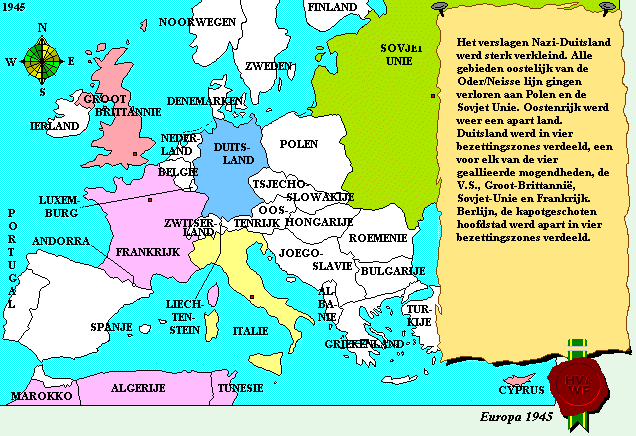 1945
NOORWEGEN
FINLAND
ZWEDEN
SOVJET
UNIE
N
W E
S
GROOT
BRITTANNIE
IERLAND
DENEMARKEN
NEDER-
LAND
BELGIE
DUITS-
LAND
POLEN
TSJECHO-
SLOWAKIJE
LUXEM-
BURG
OOS-
TENRIJK
HONGARIJE
ZWITSER-
LAND
ROEMENIE
ANDORRA
FRANKRIJK
JOEGO-
SLAVIE
BULGARIJE
PORTUGAL
LIECH-
TEN-
STEIN
AL-
BA-
NIE
TUR-
KIJE
SPANJE
ITALIE
GRIEKENLAND
MAROKKO
ALGERIJE
TUNESIE
CYPRUS
Het verslagen Nazi-Duitsland
werd sterk verkleind. Alle
gebieden oostelijk van de
Oder/Neisse lijn gingen
verloren aan Polen en de
Sovjet Unie. Oostenrijk werd
weer een apart land.
Duitsland werd in vier
bezettingszones verdeeld, een
voor elk van de vier
geallieerde mogendheden, de
V.S., Groot-Brittannië,
Sovjet-Unie en Frankrijk.
Berlijn, de kapotgeschoten
hoofdstad werd apart in vier
bezettingszones verdeeld.
Europa 1945